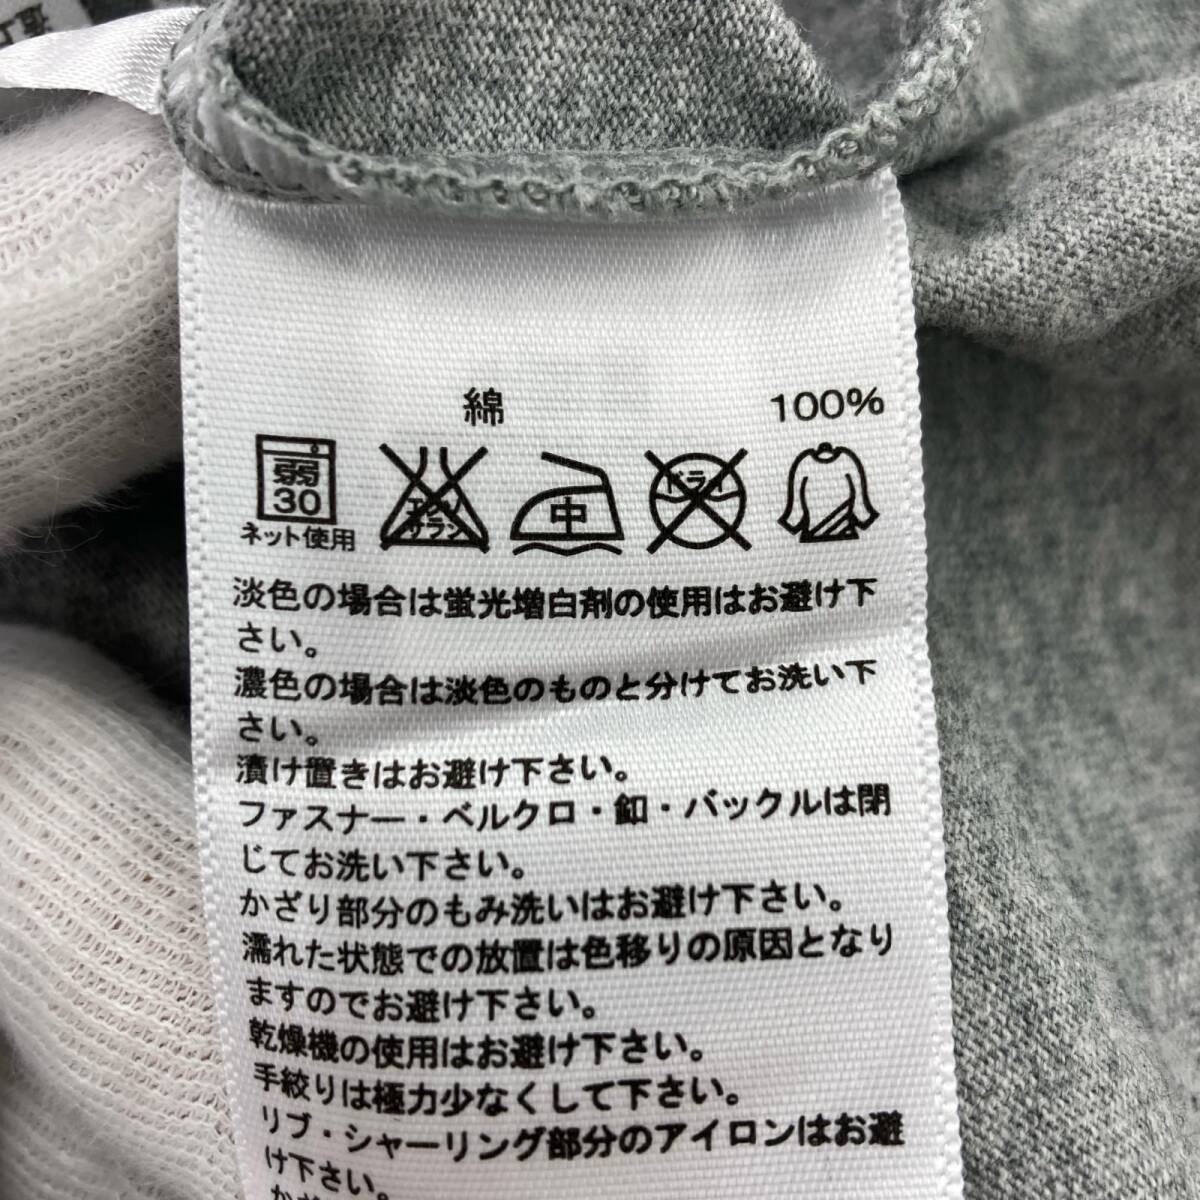 綿 100%
弱
30
ネット使用
エンソ
サラシ
中
ドライ
淡色の場合は蛍光増白剤の使用はお避け下
さい。
濃色の場合は淡色のものと分けてお洗い下
さい。
漬け置きはお避け下さい。
ファスナー・ベルクロ・釦・バックルは閉
じてお洗い下さい。
かざり部分のもみ洗いはお避け下さい。
濡れた状態での放置は色移りの原因となり
ますのでお避け下さい。
乾燥機の使用はお避け下さい。
手絞りは極力少なくして下さい。
リブ・シャーリング部分のアイロンはお避
け下さい。